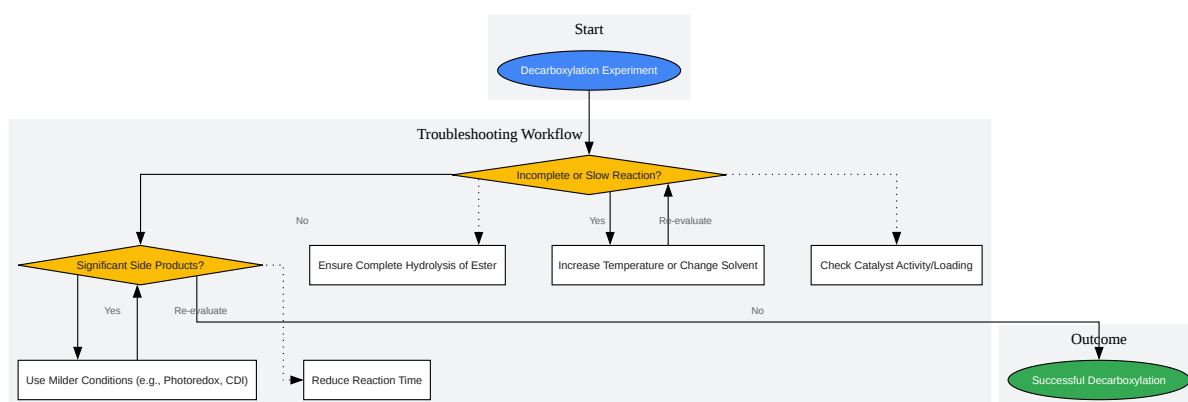 Start
Decarboxylation Experiment
Troubleshooting Workflow
Incomplete or Slow Reaction?
No
Yes
Re-evaluate
Significant Side Products?
Ensure Complete Hydrolysis of Ester
Increase Temperature or Change Solvent
Check Catalyst Activity/Loading
Yes
Re-evaluate
No
Outcome
Use Milder Conditions (e.g., Photoredox, CDI)
Reduce Reaction Time
Successful Decarboxylation